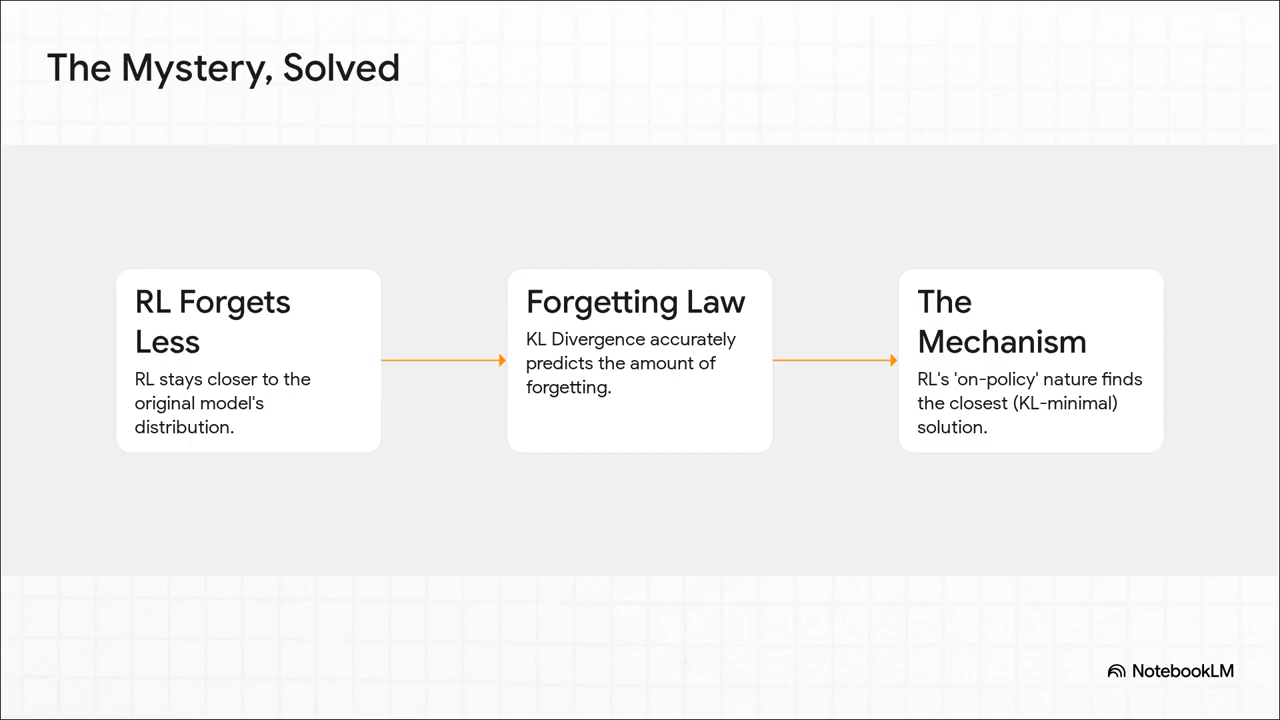 The Mystery, Solved
RL Forgets
Less
RL stays closer to the
original model's
distribution.
Forgetting Law
KL Divergence accurately
predicts the amount of
forgetting.
The
Mechanism
RL's 'on-policy' nature finds
the closest (KL-minimal)
solution.
NotebookLM